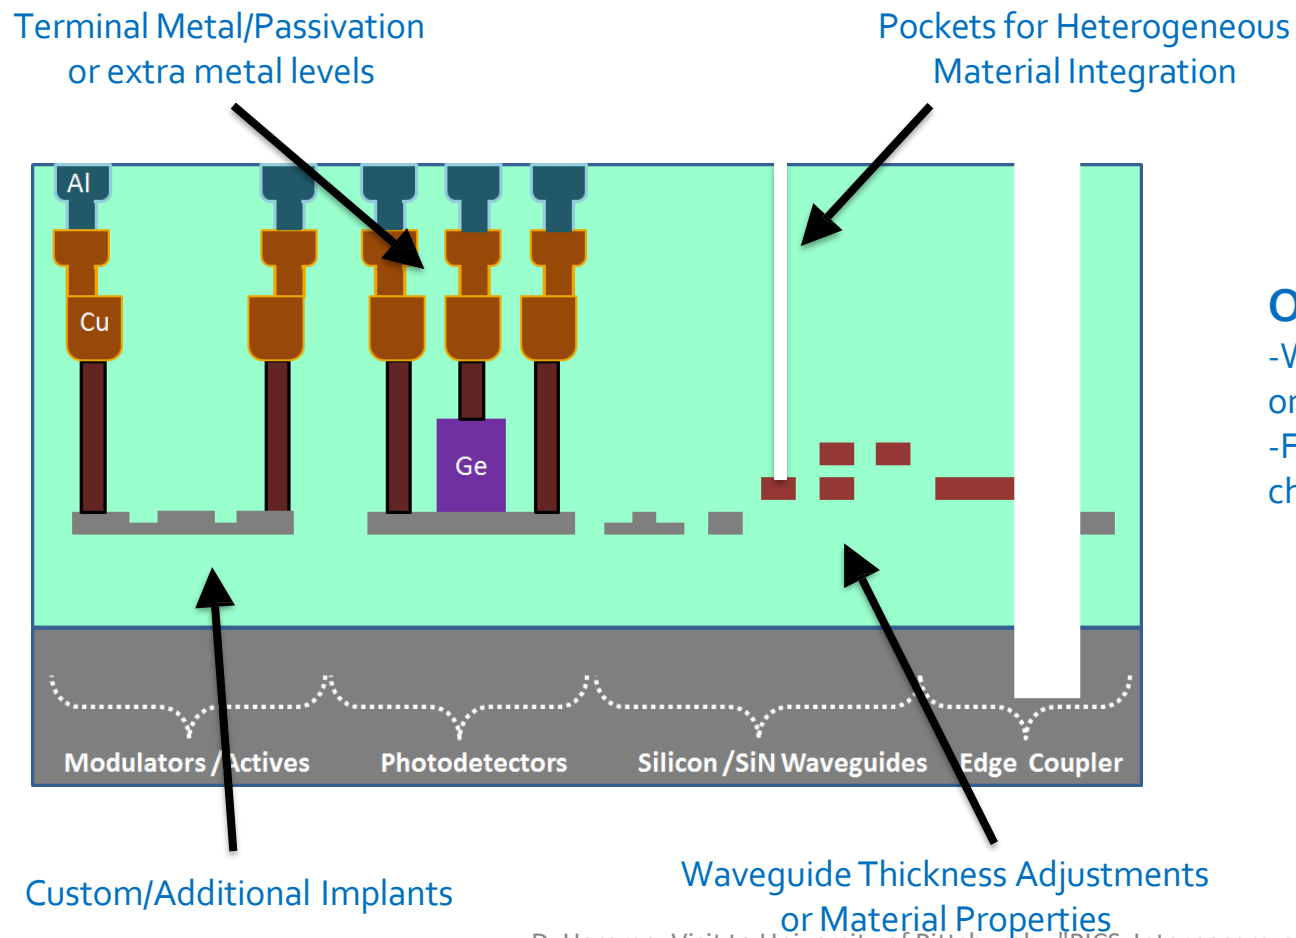 Terminal Metal/Passivation
or extra metal levels
Pockets for Heterogeneous
Material Integration
Al
Cu
Ge
Modulators /Actives
Photodetectors
Silicon /SiN Waveguides
Edge Coupler
Custom/Additional Implants
Waveguide Thickness Adjustments
or Material Properties